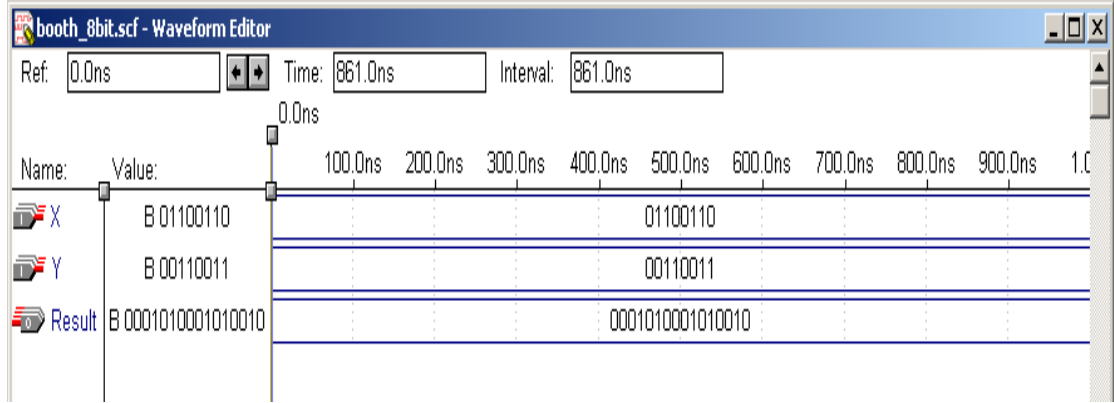 booth_8bit.scf - Waveform Editor
Ref: 0.0ns Time: 861.0ns Interval: 861.0ns
0.0ns
Name: Value: 100.0ns 200.0ns 300.0ns 400.0ns 500.0ns 600.0ns 700.0ns 800.0ns 900.0ns 1.0
X B 01100110 01100110
Y B 00110011 00110011
Result B 0001010001010010 0001010001010010